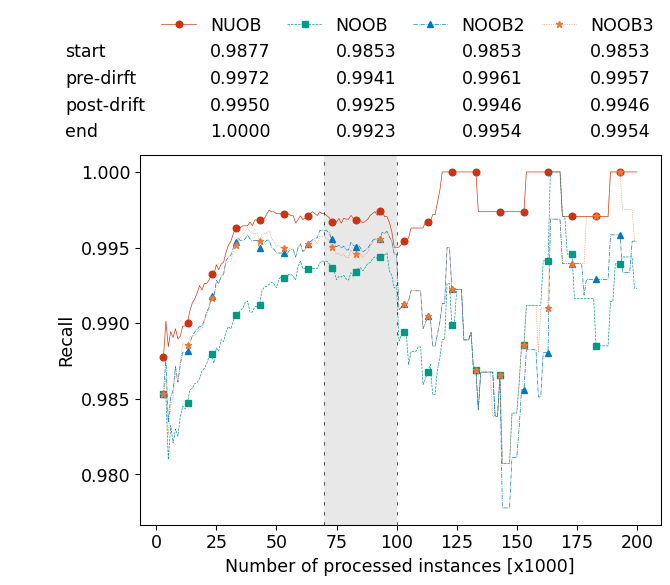 NUOB NOOB NOOB2 NOOB3
start 0.9877 0.9853 0.9853 0.9853
pre-dirft 0.9972 0.9941 0.9961 0.9957
post-drift 0.9950 0.9925 0.9946 0.9946
end 1.0000 0.9923 0.9954 0.9954
1.000
0.995
0.990
0.985
0.980
Recall
0 25 50 75 100 125 150 175 200
Number of processed instances [x1000]